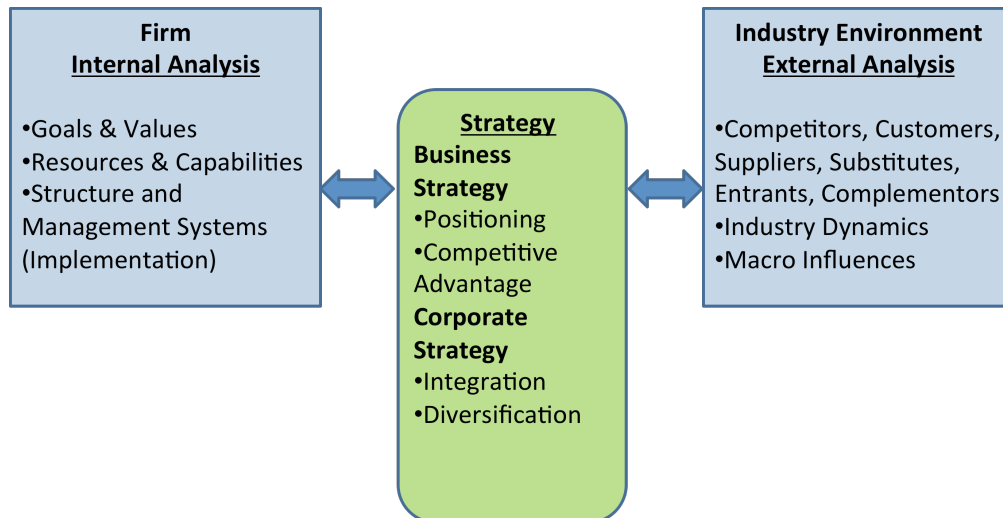 Firm
Internal Analysis
•Goals & Values
•Resources & Capabilities
•Structure and
Management Systems
(Implementation)
Strategy
Business
Strategy
•Positioning
•Competitive
Advantage
Corporate
Strategy
•Integration
•Diversification
Industry Environment
External Analysis
•Competitors, Customers,
Suppliers, Substitutes,
Entrants, Complementors
•Industry Dynamics
•Macro Influences